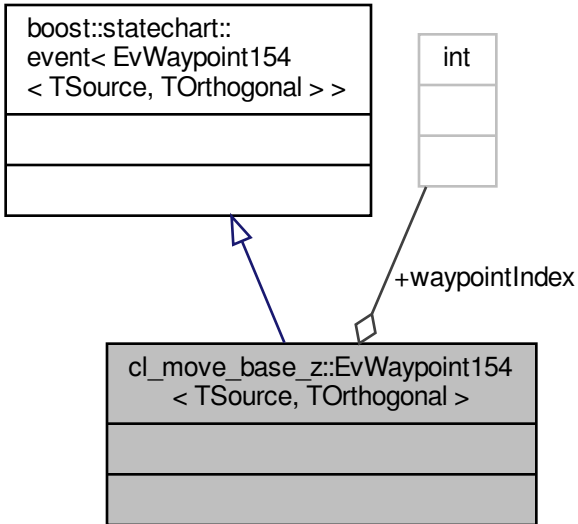 boost::statechart::
event< EvWaypoint154
< TSource, TOrthogonal > >
int
+waypointIndex
cl_move_base_z::EvWaypoint154
< TSource, TOrthogonal >